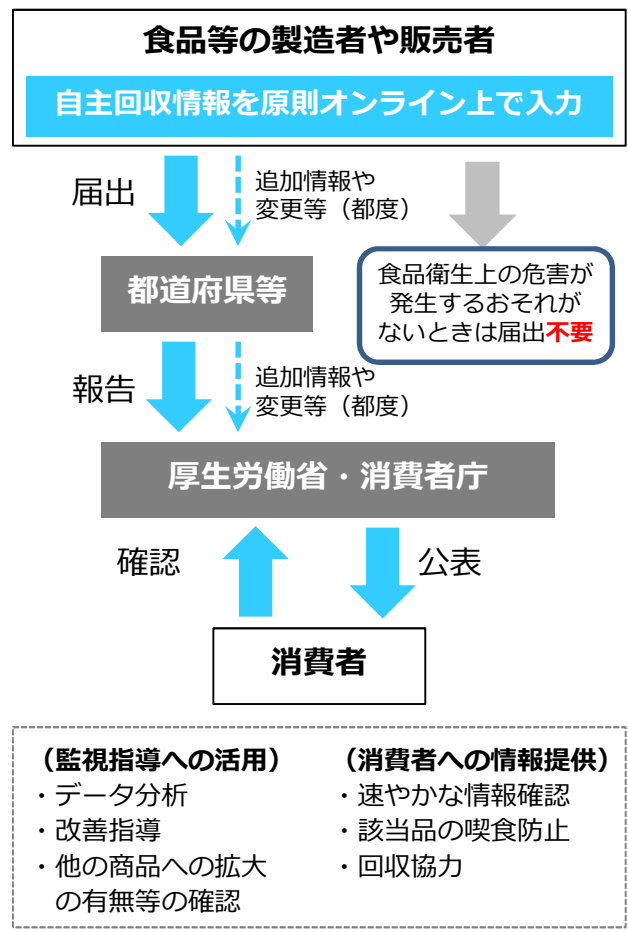 食品等の製造者や販売者
自主回収情報を原則オンライン上で入力
届出
追加情報や
変更等（都度）
食品衛生上の危害が
発生するおそれが
ないときは届出不要
都道府県等
報告
追加情報や
変更等（都度）
厚生労働省・消費者庁
確認
公表
消費者
（監視指導への活用）
・データ分析
・改善指導
・他の商品への拡大
の有無等の確認
（消費者への情報提供）
・速やかな情報確認
・該当品の喫食防止
・回収協力